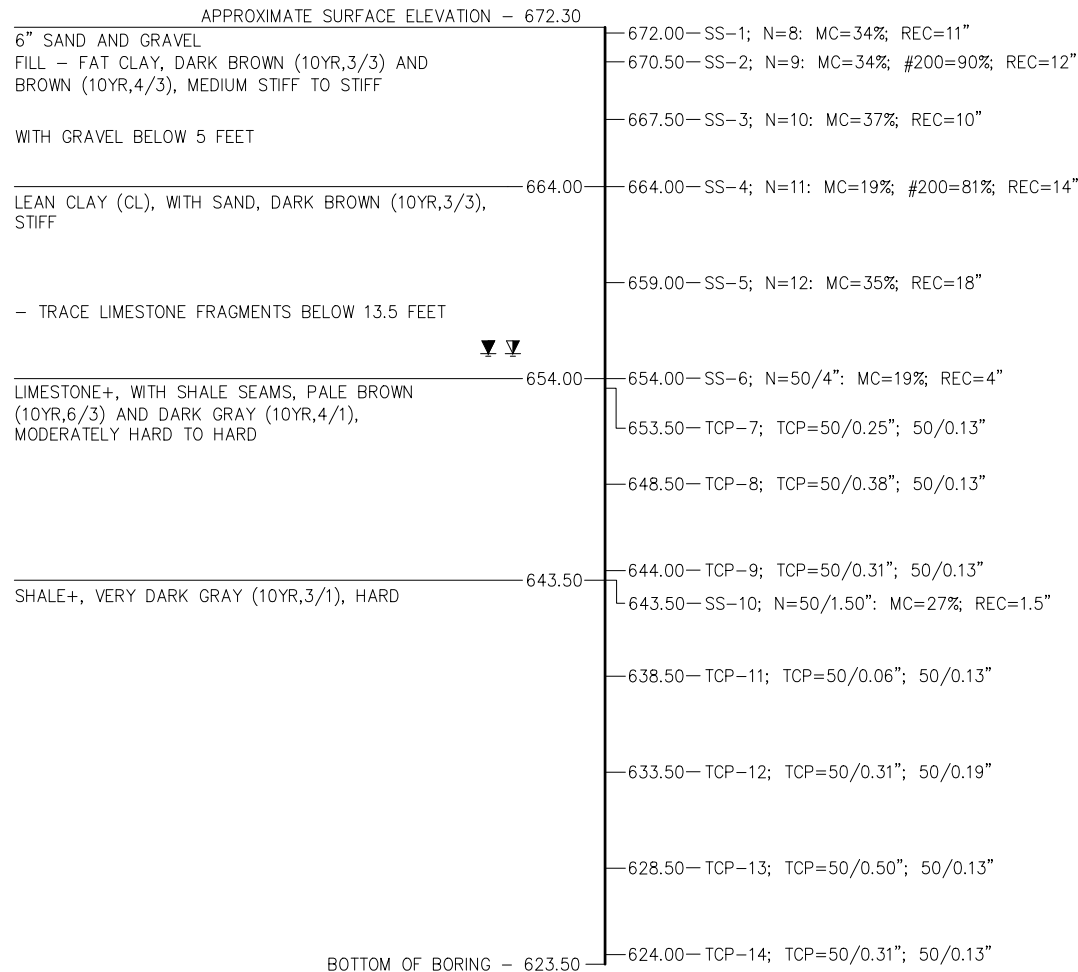 APPROXIMATE SURFACE ELEVATION – 672.30
672.00 – SS–1; N=8: MC=34%; REC=11”
6” SAND AND GRAVEL
FILL – FAT CLAY, DARK BROWN (10YR,3/3) AND
BROWN (10YR,4/3), MEDIUM STIFF TO STIFF
670.50 – SS–2; N=9: MC=34%; #200=90%; REC=12”
667.50 – SS–3; N=10: MC=37%; REC=10”
WITH GRAVEL BELOW 5 FEET
664.00
664.00 – SS–4; N=11: MC=19%; #200=81%; REC=14”
LEAN CLAY (CL), WITH SAND, DARK BROWN (10YR,3/3),
STIFF
659.00 – SS–5; N=12: MC=35%; REC=18”
– TRACE LIMESTONE FRAGMENTS BELOW 13.5 FEET
654.00
654.00 – SS–6; N=50/4”: MC=19%; REC=4”
LIMESTONE+, WITH SHALE SEAMS, PALE BROWN
(10YR,6/3) AND DARK GRAY (10YR,4/1),
MODERATELY HARD TO HARD
653.50 – TCP–7; TCP=50/0.25”; 50/0.13”
648.50 – TCP–8; TCP=50/0.38”; 50/0.13”
644.00 – TCP–9; TCP=50/0.31”; 50/0.13”
643.50
SHALE+, VERY DARK GRAY (10YR,3/1), HARD
643.50 – SS–10; N=50/1.50”: MC=27%; REC=1.5”
638.50 – TCP–11; TCP=50/0.06”; 50/0.13”
633.50 – TCP–12; TCP=50/0.31”; 50/0.19”
628.50 – TCP–13; TCP=50/0.50”; 50/0.13”
624.00 – TCP–14; TCP=50/0.31”; 50/0.13”
BOTTOM OF BORING – 623.50